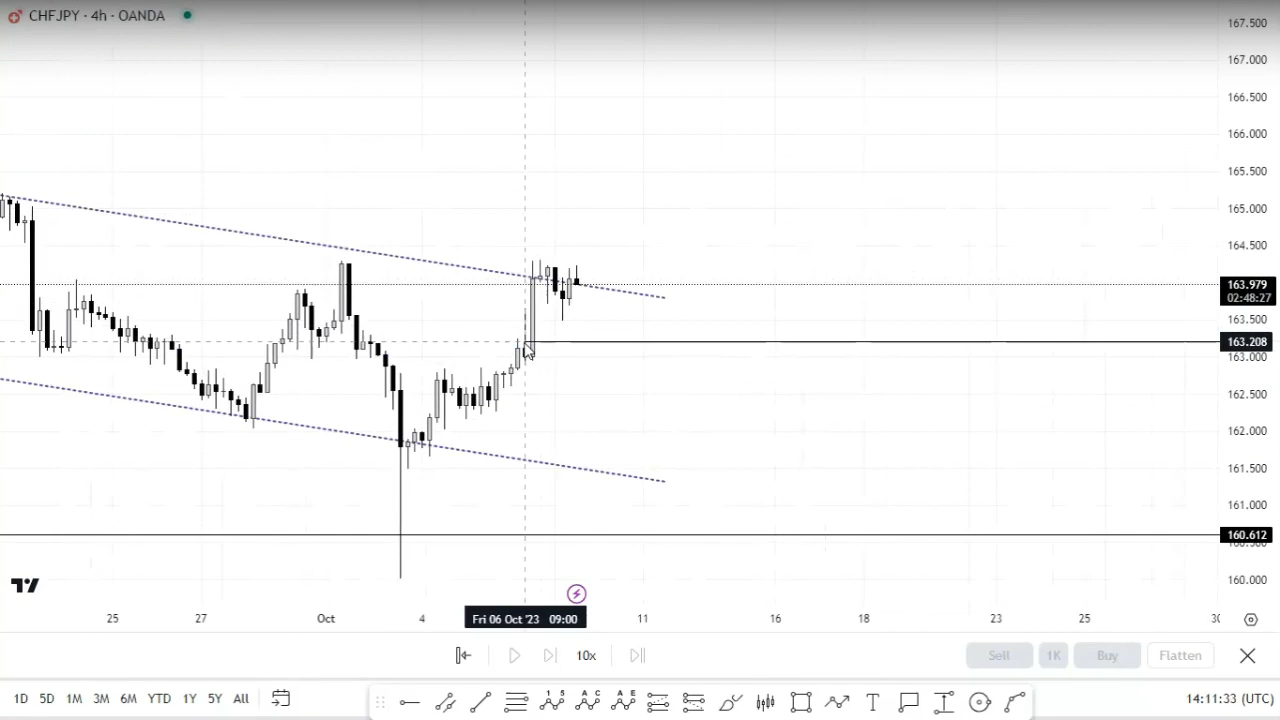 CHFJPY · 4h · OANDA
167.500
167.000
166.500
166.000
165.500
165.000
164.500
163.979
02:48:27
163.500
163.208
163.000
162.500
162.000
161.500
161.000
160.612
160.000
25
27
Oct
4
Fri 06 Oct '23 09:00
11
16
18
23
25
10x
Sell
1K
Buy
Flatten
1D 5D 1M 3M 6M YTD 1Y 5Y All
14:11:33 (UTC)